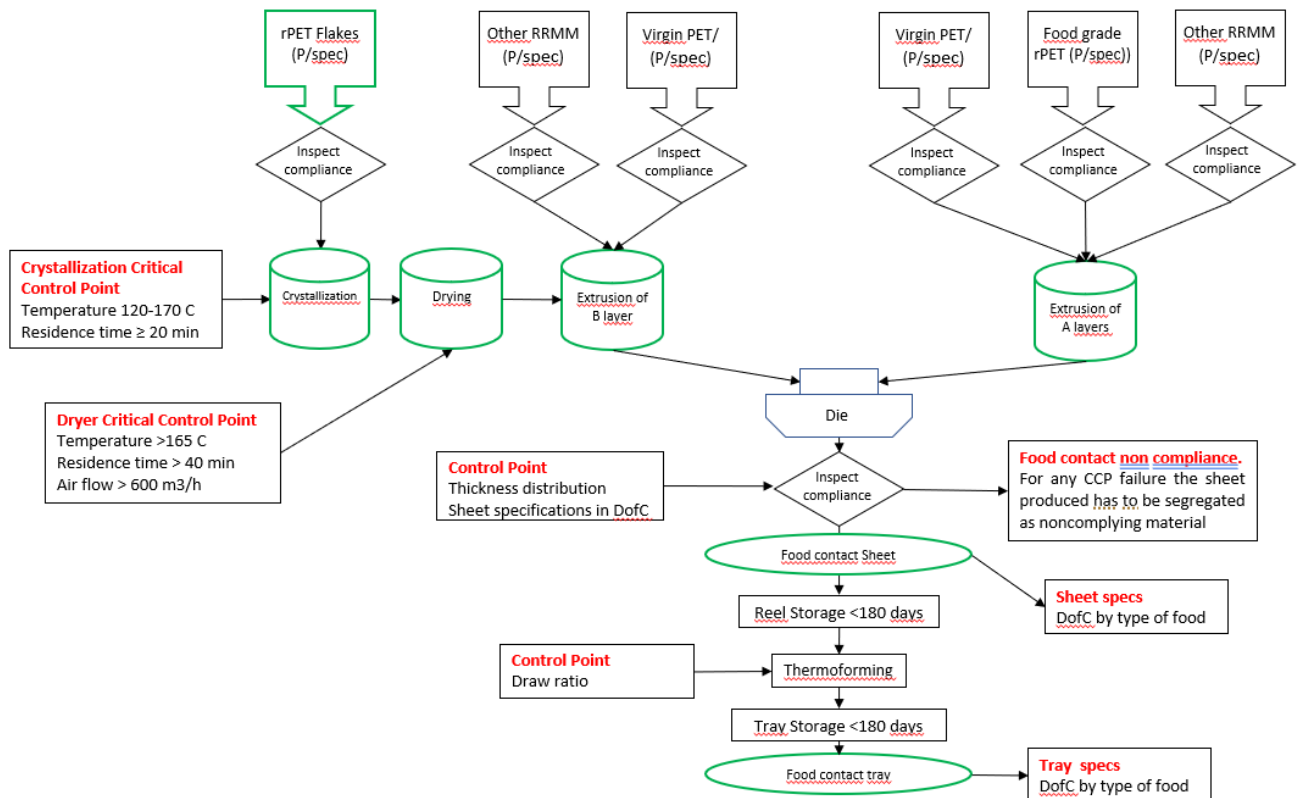 rPET Flakes
(P/spec)
Other RRMM
(P/spec)
Virgin PET/
(P/spec)
Virgin PET/
(P/spec)
Food grade
rPET (P/spec))
Other RRMM
(P/spec)
Inspect
compliance
Inspect
compliance
Inspect
compliance
Inspect
compliance
Inspect
compliance
Inspect
compliance
Crystallization Critical
Control Point
Temperature 120-170 C
Residence time ≥ 20 min
Crystallization
Drying
Extrusion of
B layer
Extrusion of
A layers
Dryer Critical Control Point
Temperature >165 C
Residence time > 40 min
Air flow > 600 m3/h
Die
Control Point
Thickness distribution
Sheet specifications in DofC
Inspect
compliance
Food contact non compliance.
For any CCP failure the sheet
produced has to be segregated
as noncomplying material
Food contact Sheet
Sheet specs
DofC by type of food
Reel Storage <180 days
Control Point
Draw ratio
Thermoforming
Tray Storage <180 days
Food contact tray
Tray specs
DofC by type of food